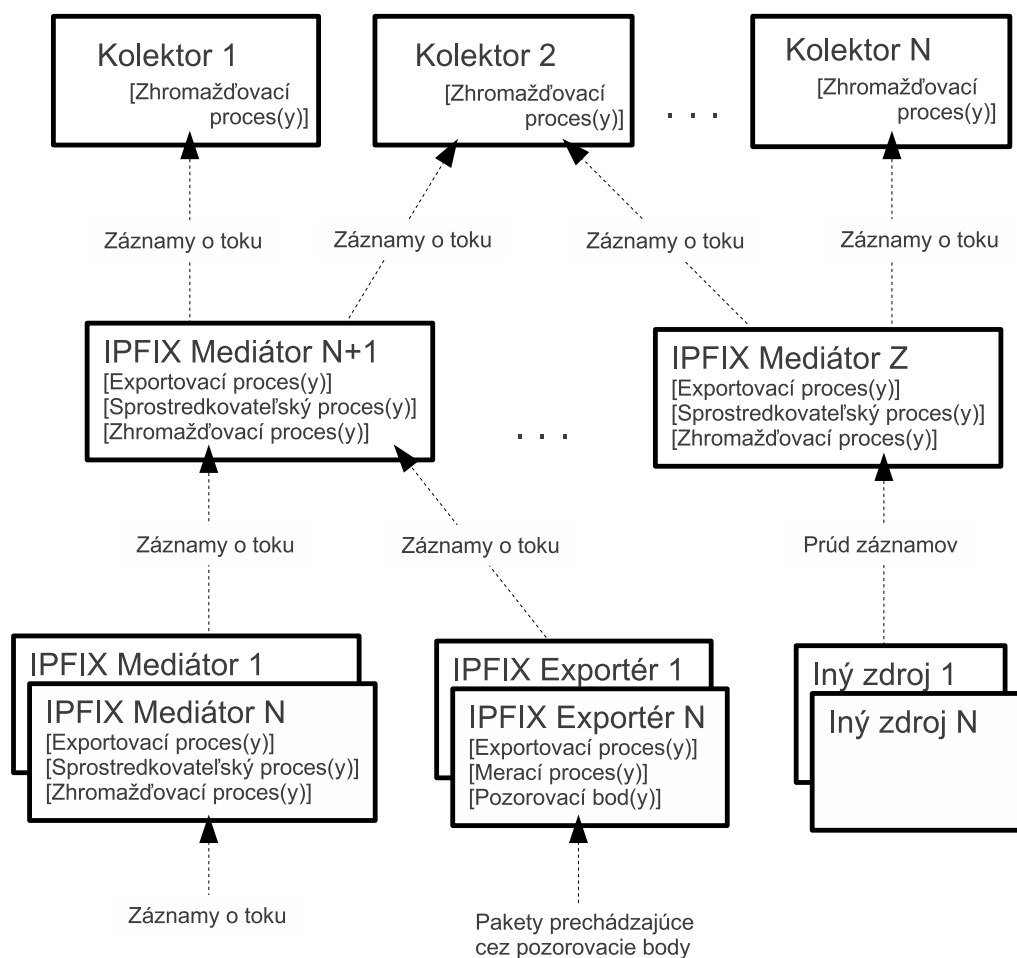 Kolektor 1
[Zhromažďovací
proces(y)]
Kolektor 2
[Zhromažďovací
proces(y)]
. . .
Kolektor N
[Zhromažďovací
proces(y)]
Záznamy o toku
Záznamy o toku
Záznamy o toku
Záznamy o toku
IPFIX Mediátor N+1
[Exportovací proces(y)]
[Sprostredkovateľský proces(y)]
[Zhromažďovací proces(y)]
. . .
IPFIX Mediátor Z
[Exportovací proces(y)]
[Sprostredkovateľský proces(y)]
[Zhromažďovací proces(y)]
Záznamy o toku
Záznamy o toku
Prúd záznamov
IPFIX Mediátor 1
IPFIX Mediátor N
[Exportovací proces(y)]
[Sprostredkovateľský proces(y)]
[Zhromažďovací proces(y)]
IPFIX Exportér 1
IPFIX Exportér N
[Exportovací proces(y)]
[Merací proces(y)]
[Pozorovací bod(y)]
Iný zdroj 1
Iný zdroj N
Záznamy o toku
Pakety prechádzajúce
cez pozorovacie body